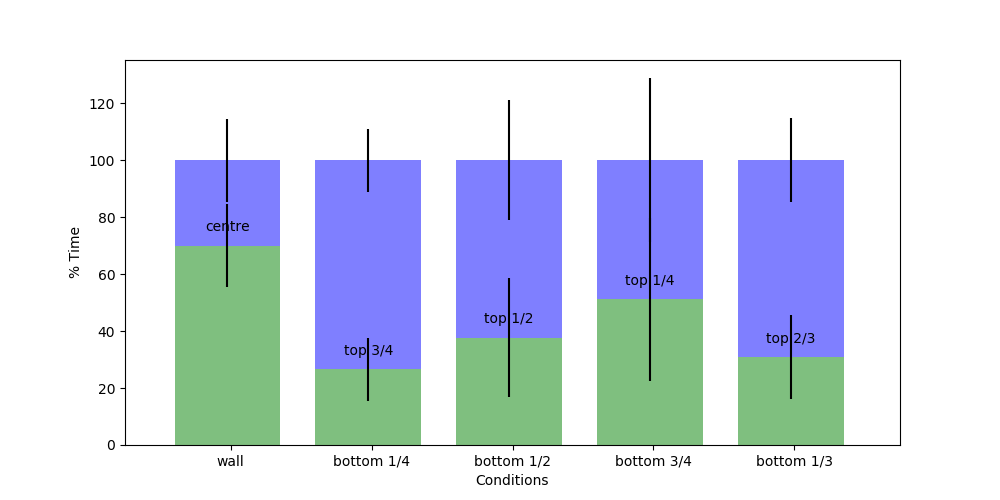 120
100
80
60
40
20
0
% Time
centre
top 3/4
top 1/2
top 1/4
top 2/3
wall
bottom 1/4
bottom 1/2
bottom 3/4
bottom 1/3
Conditions